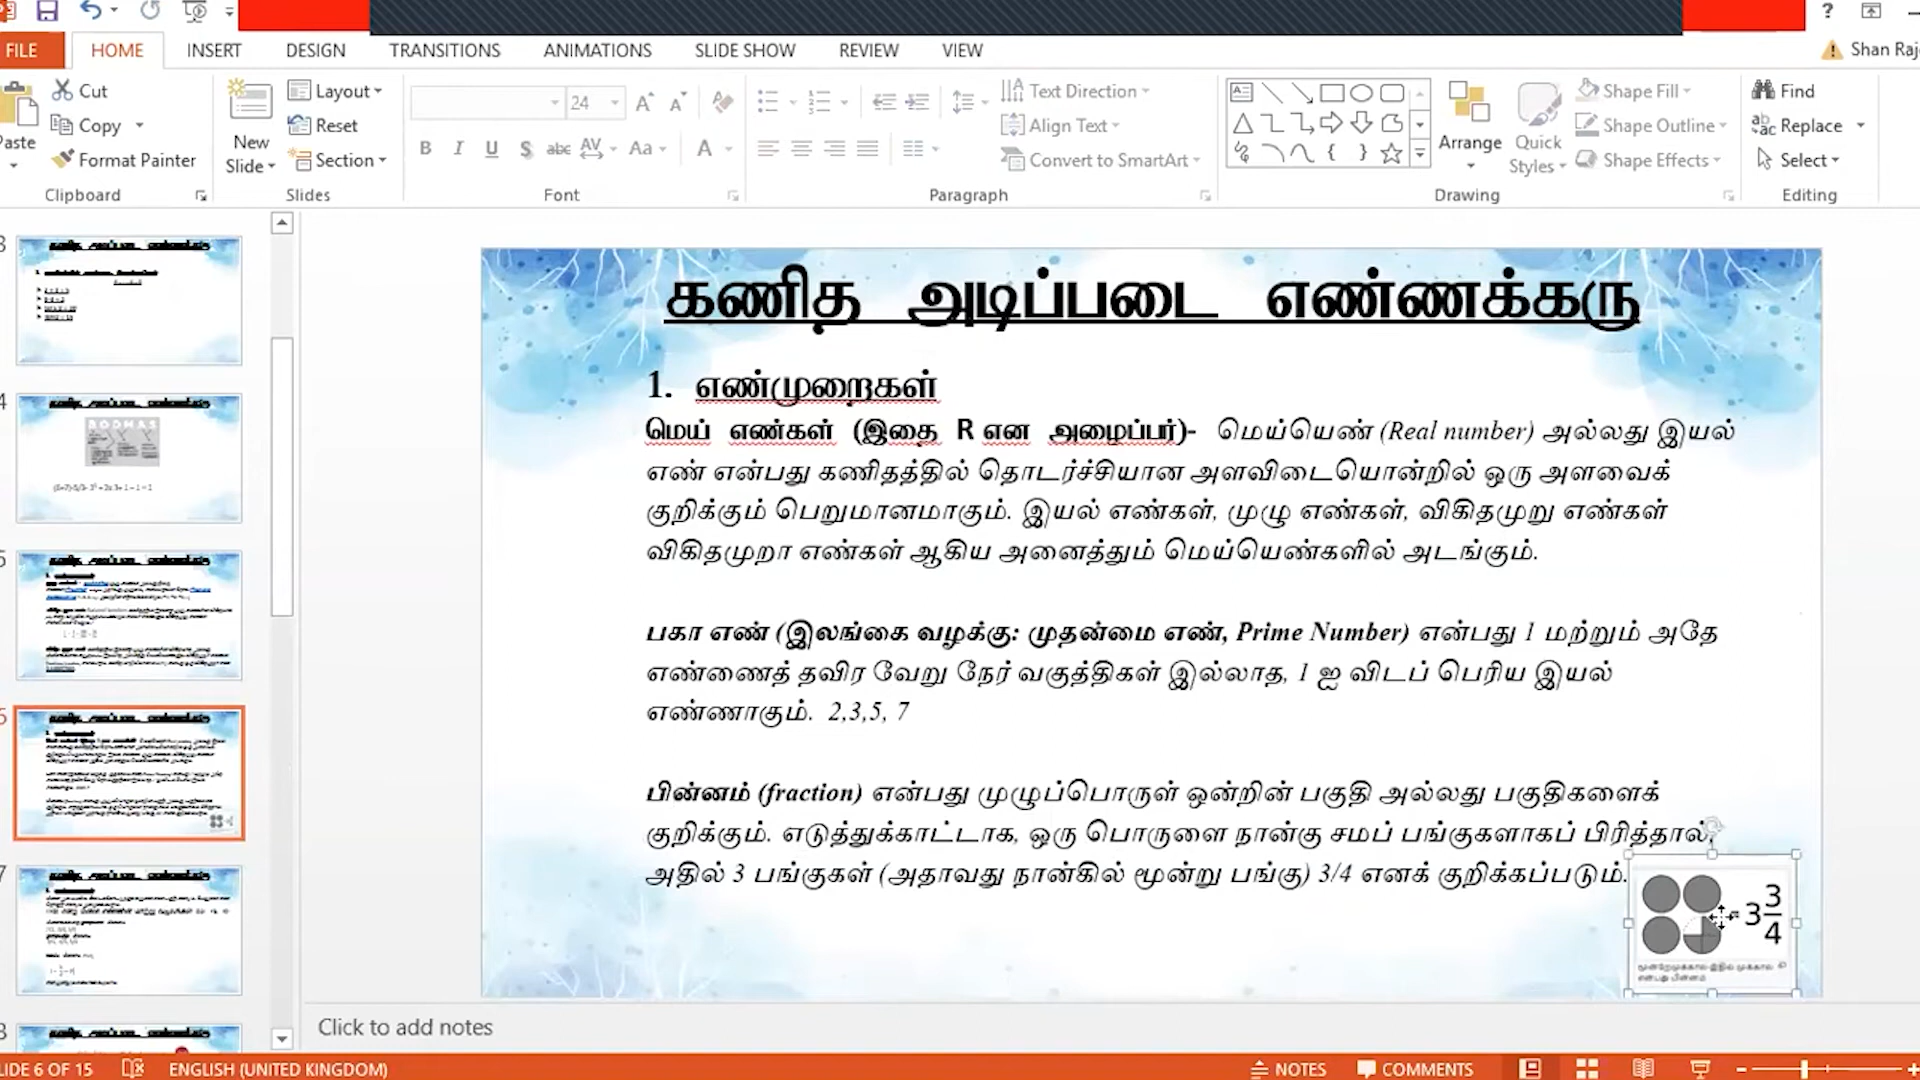 FILE HOME INSERT DESIGN TRANSITIONS ANIMATIONS SLIDE SHOW REVIEW VIEW
?
Shan Raj
Paste
Cut
Copy
Format Painter
Clipboard
New
Slide
Layout
Reset
Section
Slides
24
B I U S abc AV Aa A
Font
Text Direction
Align Text
Convert to SmartArt
Paragraph
Arrange
Quick
Styles
Shape Fill
Shape Outline
Shape Effects
Drawing
Find
Replace
Select
Editing
கணித அடிப்படை எண்ணக்கரு
1. எண்முறைகள்
மெய் எண்கள் (இதை R என அழைப்பர்)- மெய்யெண் (Real number) அல்லது இயல்
எண் என்பது கணிதத்தில் தொடர்ச்சியான அளவிடையொன்றில் ஒரு அளவைக்
குறிக்கும் பெறுமானமாகும். இயல் எண்கள், முழு எண்கள், விகிதமுறு எண்கள்
விகிதமுறா எண்கள் ஆகிய அனைத்தும் மெய்யெண்களில் அடங்கும்.
பகா எண் (இலங்கை வழக்கு: முதன்மை எண், Prime Number) என்பது 1 மற்றும் அதே
எண்ணைத் தவிர வேறு நேர் வகுத்திகள் இல்லாத, 1 ஐ விடப் பெரிய இயல்
எண்ணாகும். 2,3,5, 7
பின்னம் (fraction) என்பது முழுப்பொருள் ஒன்றின் பகுதி அல்லது பகுதிகளைக்
குறிக்கும். எடுத்துக்காட்டாக, ஒரு பொருளை நான்கு சமப் பங்குகளாகப் பிரித்தால்,
அதில் 3 பங்குகள் (அதாவது நான்கில் மூன்று பங்கு) 3/4 எனக் குறிக்கப்படும்.
= 3 3/4
Click to add notes
LIDE 6 OF 15 ENGLISH (UNITED KINGDOM) NOTES COMMENTS